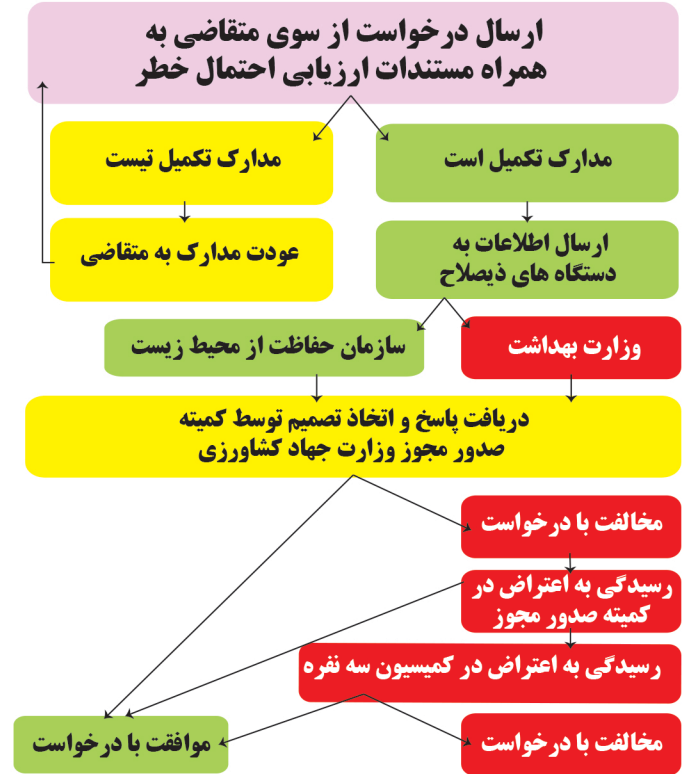 ارسال درخواست از سوی متقاضی به
همراه مستندات ارزیابی احتمال خطر
مدارک تکمیل است
مدارک تکمیل نیست
ارسال اطلاعات به
دستگاه های ذیصلاح
عودت مدارک به متقاضی
وزارت بهداشت
سازمان حفاظت از محیط زیست
دریافت پاسخ و اتخاذ تصمیم توسط کمیته
صدور مجوز وزارت جهاد کشاورزی
مخالفت با درخواست
رسیدگی به اعتراض در
کمیته صدور مجوز
رسیدگی به اعتراض در کمیسیون سه نفره
مخالفت با درخواست
موافقت با درخواست